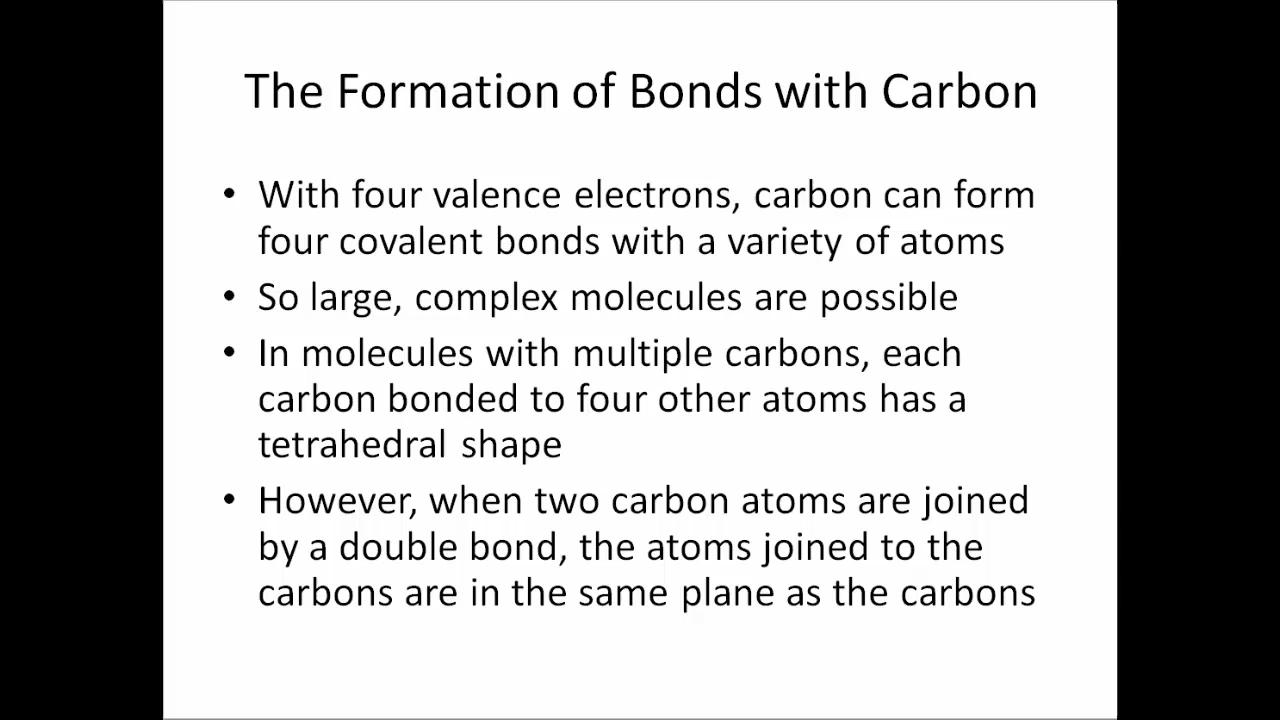 The Formation of Bonds with Carbon
• With four valence electrons, carbon can form
four covalent bonds with a variety of atoms
• So large, complex molecules are possible
• In molecules with multiple carbons, each
carbon bonded to four other atoms has a
tetrahedral shape
• However, when two carbon atoms are joined
by a double bond, the atoms joined to the
carbons are in the same plane as the carbons